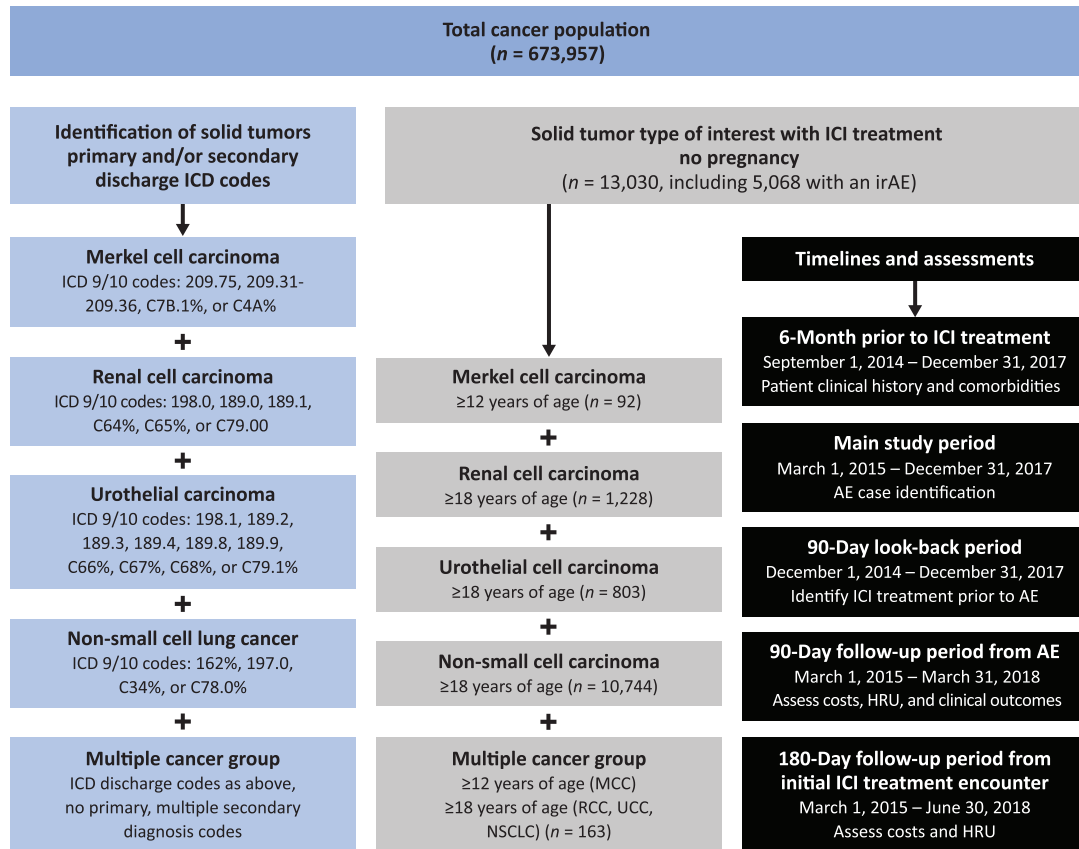 Total cancer population
(n = 673,957)
Identification of solid tumors
primary and/or secondary
discharge ICD codes
Merkel cell carcinoma
ICD 9/10 codes: 209.75, 209.31-
209.36, C7B.1%, or C4A%
+
Renal cell carcinoma
ICD 9/10 codes: 198.0, 189.0, 189.1,
C64%, C65%, or C79.00
+
Urothelial carcinoma
ICD 9/10 codes: 198.1, 189.2,
189.3, 189.4, 189.8, 189.9,
C66%, C67%, C68%, or C79.1%
+
Non-small cell lung cancer
ICD 9/10 codes: 162%, 197.0,
C34%, or C78.0%
+
Multiple cancer group
ICD discharge codes as above,
no primary, multiple secondary
diagnosis codes
Solid tumor type of interest with ICI treatment
no pregnancy
(n = 13,030, including 5,068 with an irAE)
Merkel cell carcinoma
≥12 years of age (n = 92)
+
Renal cell carcinoma
≥18 years of age (n = 1,228)
+
Urothelial cell carcinoma
≥18 years of age (n = 803)
+
Non-small cell carcinoma
≥18 years of age (n = 10,744)
+
Multiple cancer group
≥12 years of age (MCC)
≥18 years of age (RCC, UCC,
NSCLC) (n = 163)
Timelines and assessments
6-Month prior to ICI treatment
September 1, 2014 – December 31, 2017
Patient clinical history and comorbidities
Main study period
March 1, 2015 – December 31, 2017
AE case identification
90-Day look-back period
December 1, 2014 – December 31, 2017
Identify ICI treatment prior to AE
90-Day follow-up period from AE
March 1, 2015 – March 31, 2018
Assess costs, HRU, and clinical outcomes
180-Day follow-up period from
initial ICI treatment encounter
March 1, 2015 – June 30, 2018
Assess costs and HRU